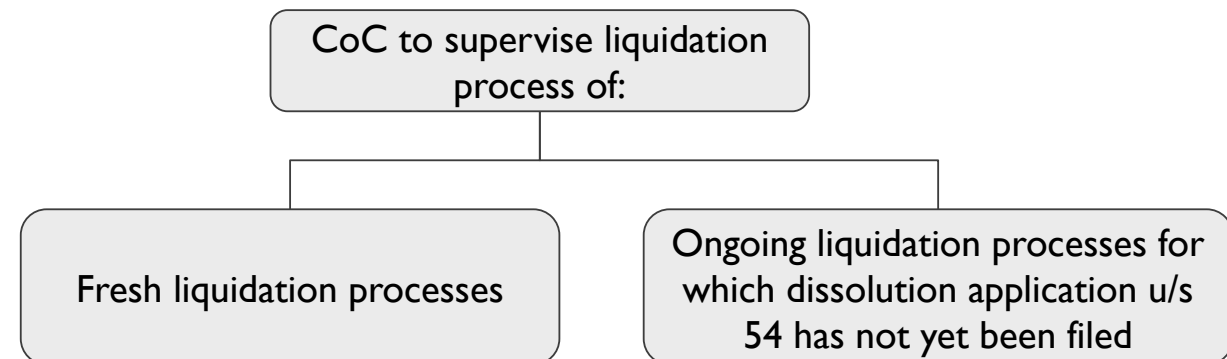 CoC to supervise liquidation
process of:
Fresh liquidation processes
Ongoing liquidation processes for
which dissolution application u/s
54 has not yet been filed